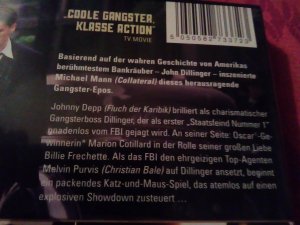 „COOLE GANGSTER,
KLASSE ACTION"
TV MOVIE
5 050582 733723
Basierend auf der wahren Geschichte von Amerikas
berühmtestem Bankräuber – John Dillinger – inszenierte
Michael Mann (Collateral) dieses herausragende
Gangster-Epos.
Johnny Depp (Fluch der Karibik) brilliert als charismatischer
Gangsterboss Dillinger, der als erster „Staatsfeind Nummer 1"
gnadenlos vom FBI gejagt wird. An seiner Seite: Oscar®-Ge-
winnerin Marion Cotillard in der Rolle seiner großen Liebe
Billie Frechette. Als das FBI den ehrgeizigen Top-Agenten
Melvin Purvis (Christian Bale) auf Dillinger ansetzt, beginnt
ein packendes Katz-und-Maus-Spiel, das atemlos auf einen
explosiven Showdown zusteuert ...